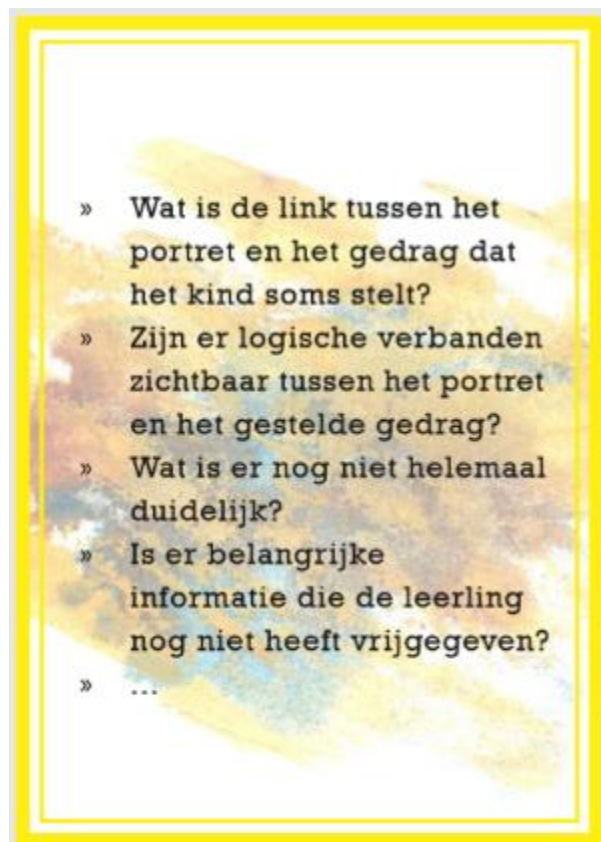 » Wat is de link tussen het
portret en het gedrag dat
het kind soms stelt?
» Zijn er logische verbanden
zichtbaar tussen het portret
en het gestelde gedrag?
» Wat is er nog niet helemaal
duidelijk?
» Is er belangrijke
informatie die de leerling
nog niet heeft vrijgegeven?
» ...